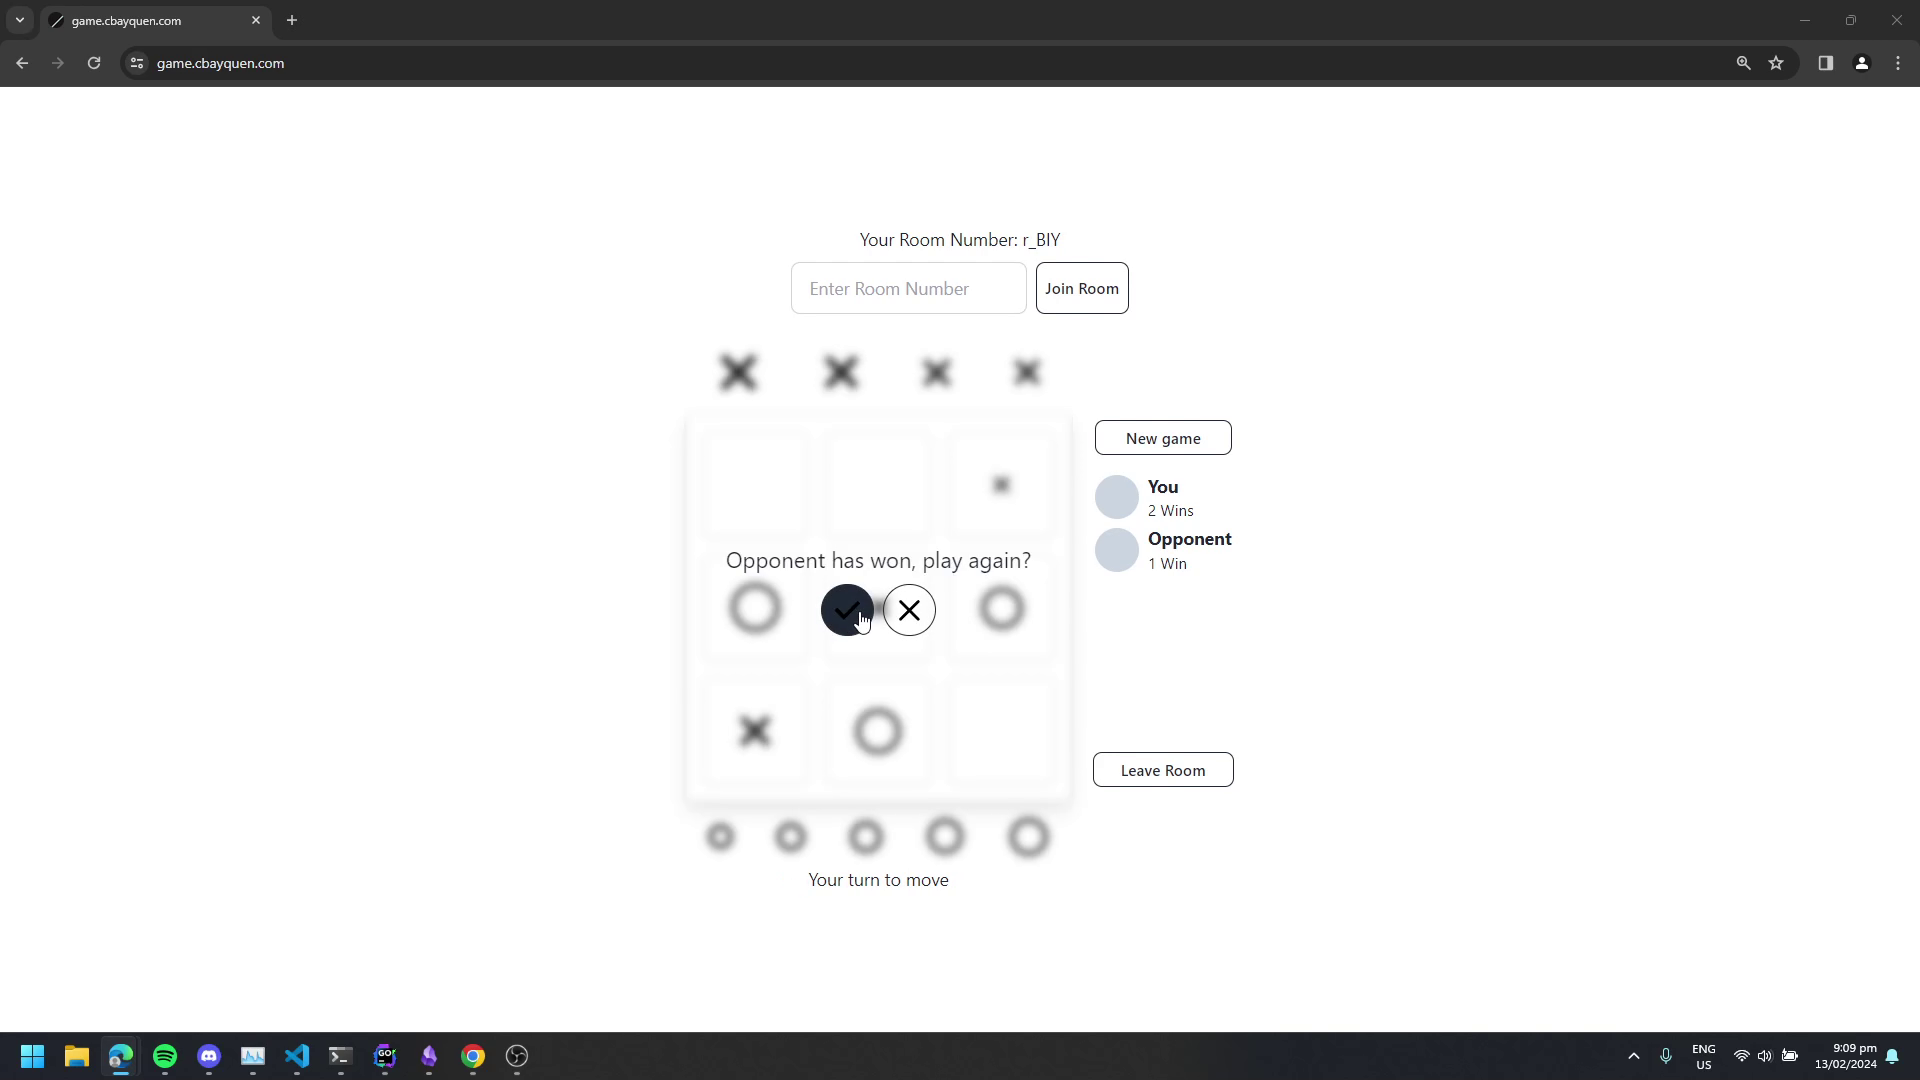 game.cbayquen.com
game.cbayquen.com
Your Room Number: r_BIY
Enter Room Number
Join Room
New game
You
2 Wins
Opponent has won, play again?
Opponent
1 Win
Leave Room
Your turn to move
GO
ENG
US
9:09 pm
13/02/2024